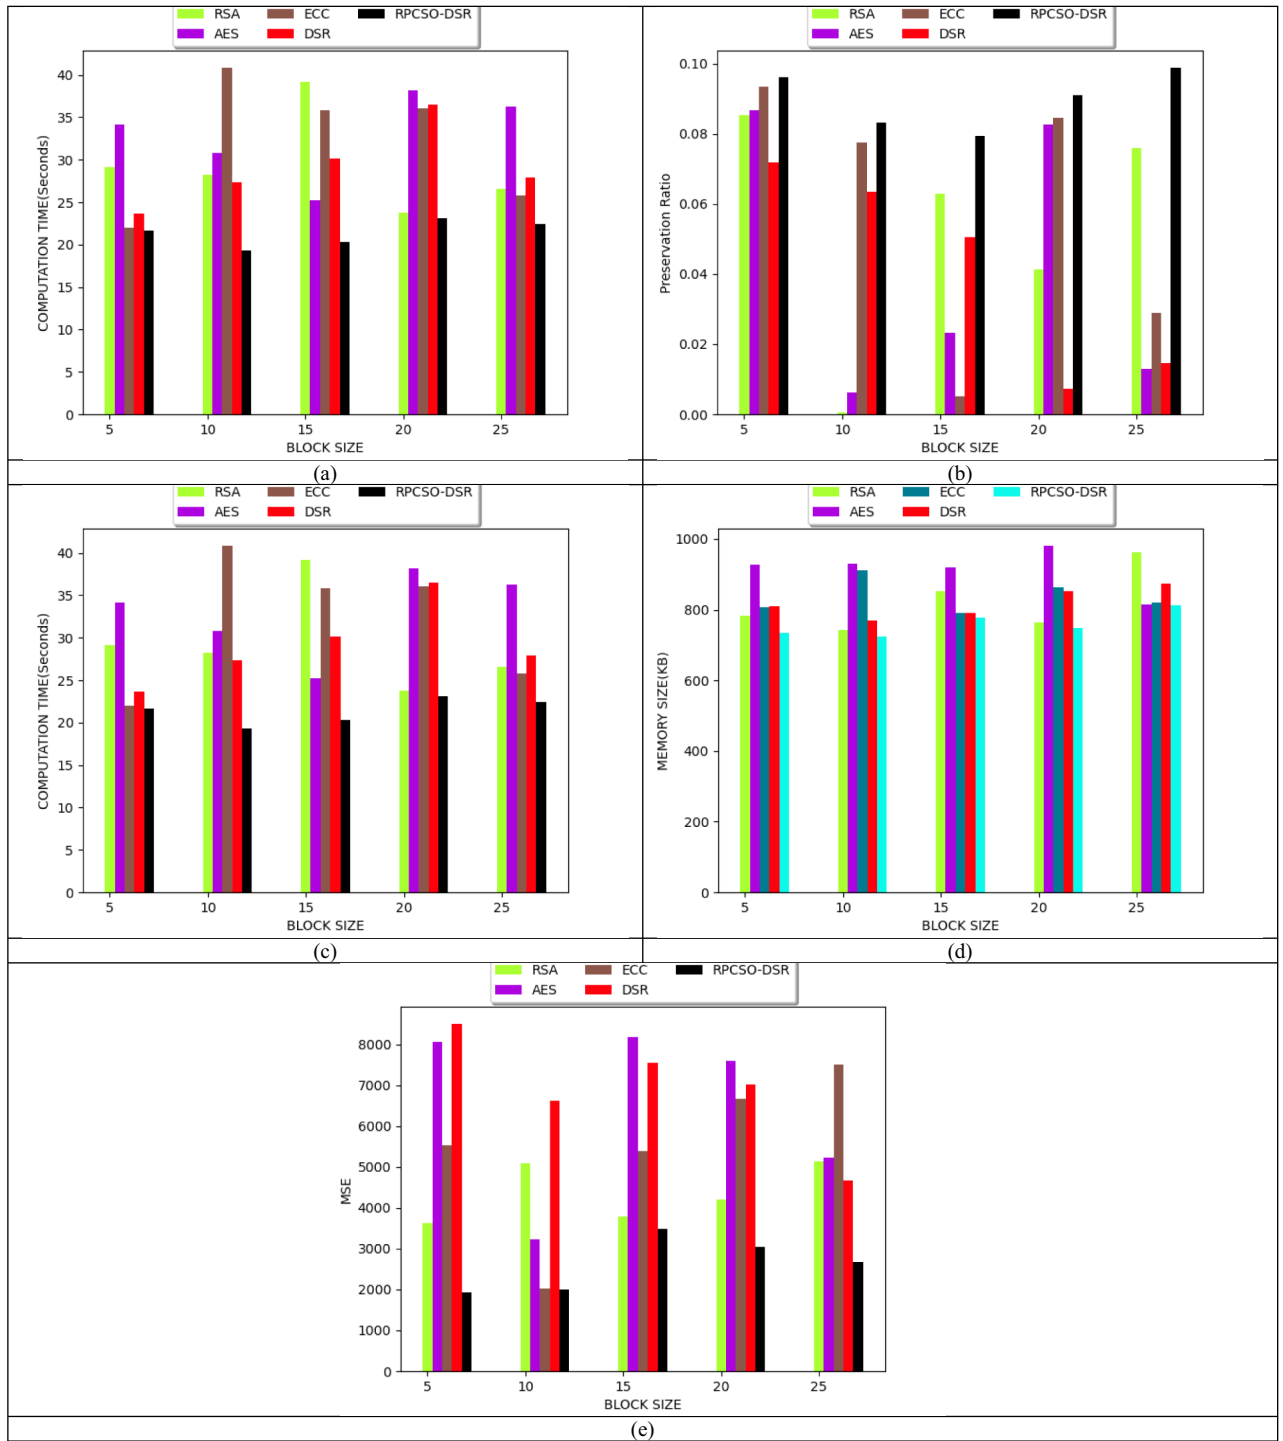 RSA ECC RPCSO-DSR
AES DSR
COMPUTATION TIME(Seconds)
40
35
30
25
20
15
10
5
0
5 10 15 20 25
BLOCK SIZE
(a)
RSA ECC RPCSO-DSR
AES DSR
Preservation Ratio
0.10
0.08
0.06
0.04
0.02
0.00
5 10 15 20 25
BLOCK SIZE
(b)
RSA ECC RPCSO-DSR
AES DSR
COMPUTATION TIME(Seconds)
40
35
30
25
20
15
10
5
0
5 10 15 20 25
BLOCK SIZE
(c)
RSA ECC RPCSO-DSR
AES DSR
MEMORY SIZE(KB)
1000
800
600
400
200
0
5 10 15 20 25
BLOCK SIZE
(d)
RSA ECC RPCSO-DSR
AES DSR
MSE
8000
7000
6000
5000
4000
3000
2000
1000
0
5 10 15 20 25
BLOCK SIZE
(e)